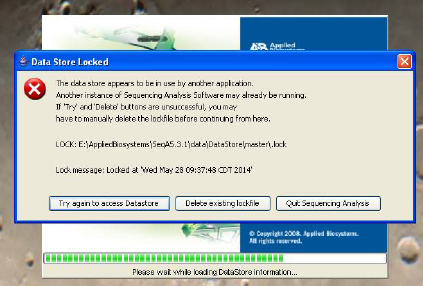 AB Applied
Biosystems
Data Store Locked
The data store appears to be in use by another application.
Another instance of Sequencing Analysis Software may already be running.
If 'Try' and 'Delete' buttons are unsuccessful, you may
have to manually delete the lockfile before continuing from here.
LOCK: E:\AppliedBiosystems\SeqA5.3.1\data\DataStore\master\.lock
Lock message: Locked at 'Wed May 28 09:37:48 CDT 2014'
Try again to access Datastore
Delete existing lockfile
Quit Sequencing Analysis
© Copyright 2008. Applied Biosystems.
All rights reserved.
Please wait while loading DataStore information...